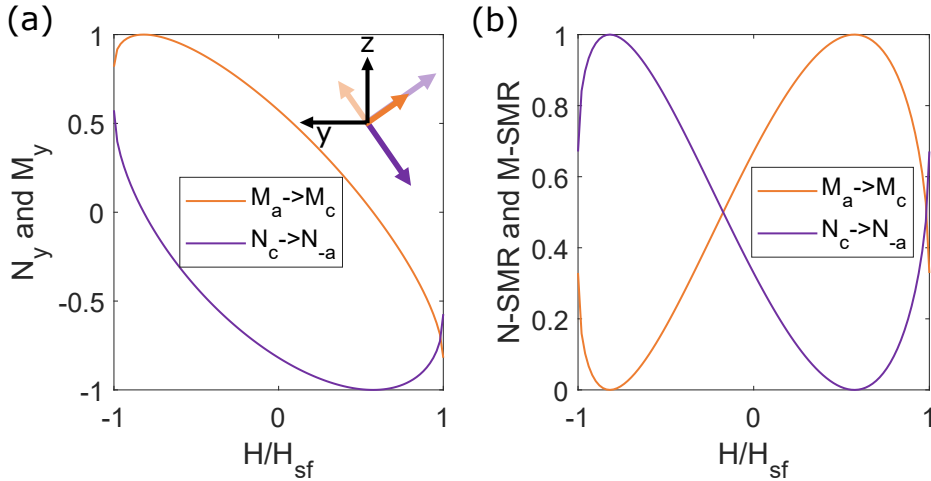 (a)
N_y and M_y
1
0.5
0
-0.5
-1
z
y
M_a->M_c
N_c->N_-a
-1
0
1
H/H_sf
(b)
N-SMR and M-SMR
1
0.8
0.6
0.4
0.2
0
M_a->M_c
N_c->N_-a
-1
0
1
H/H_sf